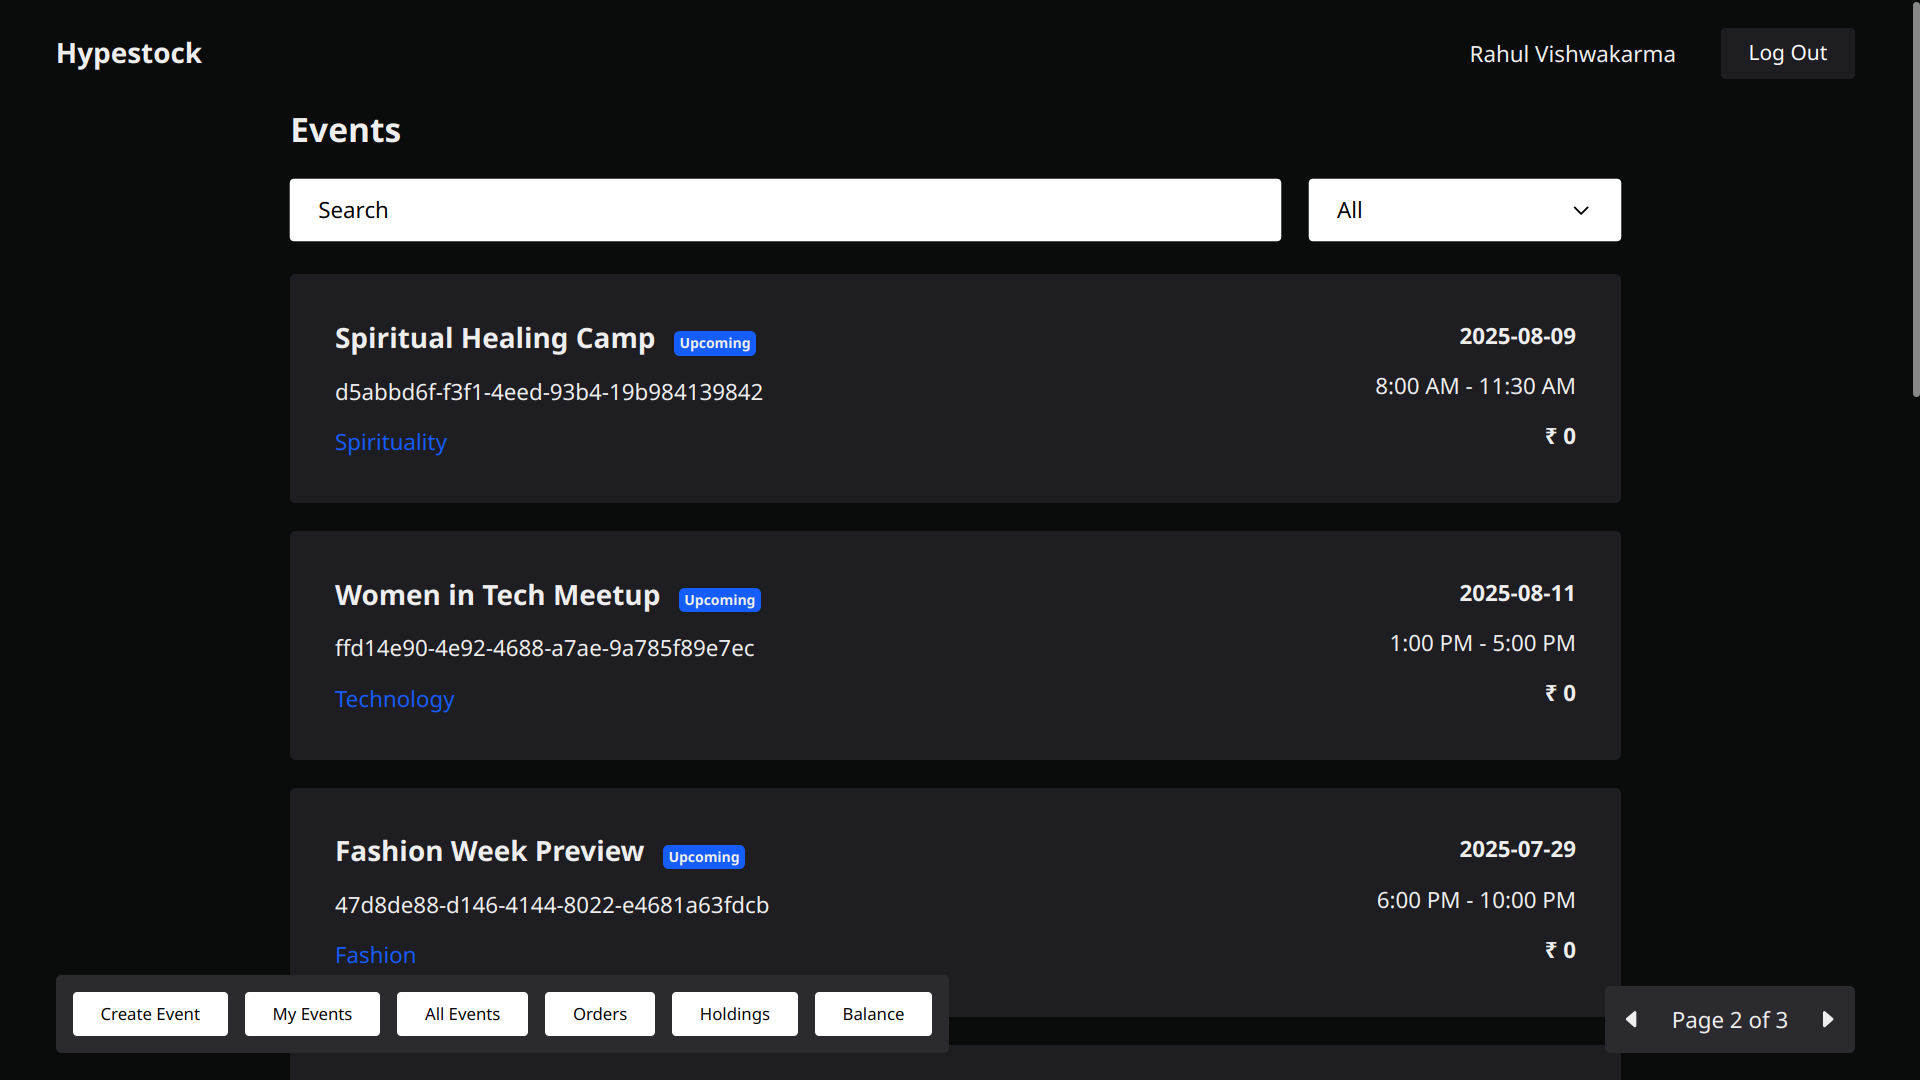 Hypestock
Rahul Vishwakarma
Log Out
Events
Search
All
Spiritual Healing Camp Upcoming
d5abbd6f-f3f1-4eed-93b4-19b984139842
Spirituality
2025-08-09
8:00 AM - 11:30 AM
₹ 0
Women in Tech Meetup Upcoming
ffd14e90-4e92-4688-a7ae-9a785f89e7ec
Technology
2025-08-11
1:00 PM - 5:00 PM
₹ 0
Fashion Week Preview Upcoming
47d8de88-d146-4144-8022-e4681a63fdcb
Fashion
2025-07-29
6:00 PM - 10:00 PM
₹ 0
Create Event
My Events
All Events
Orders
Holdings
Balance
Page 2 of 3